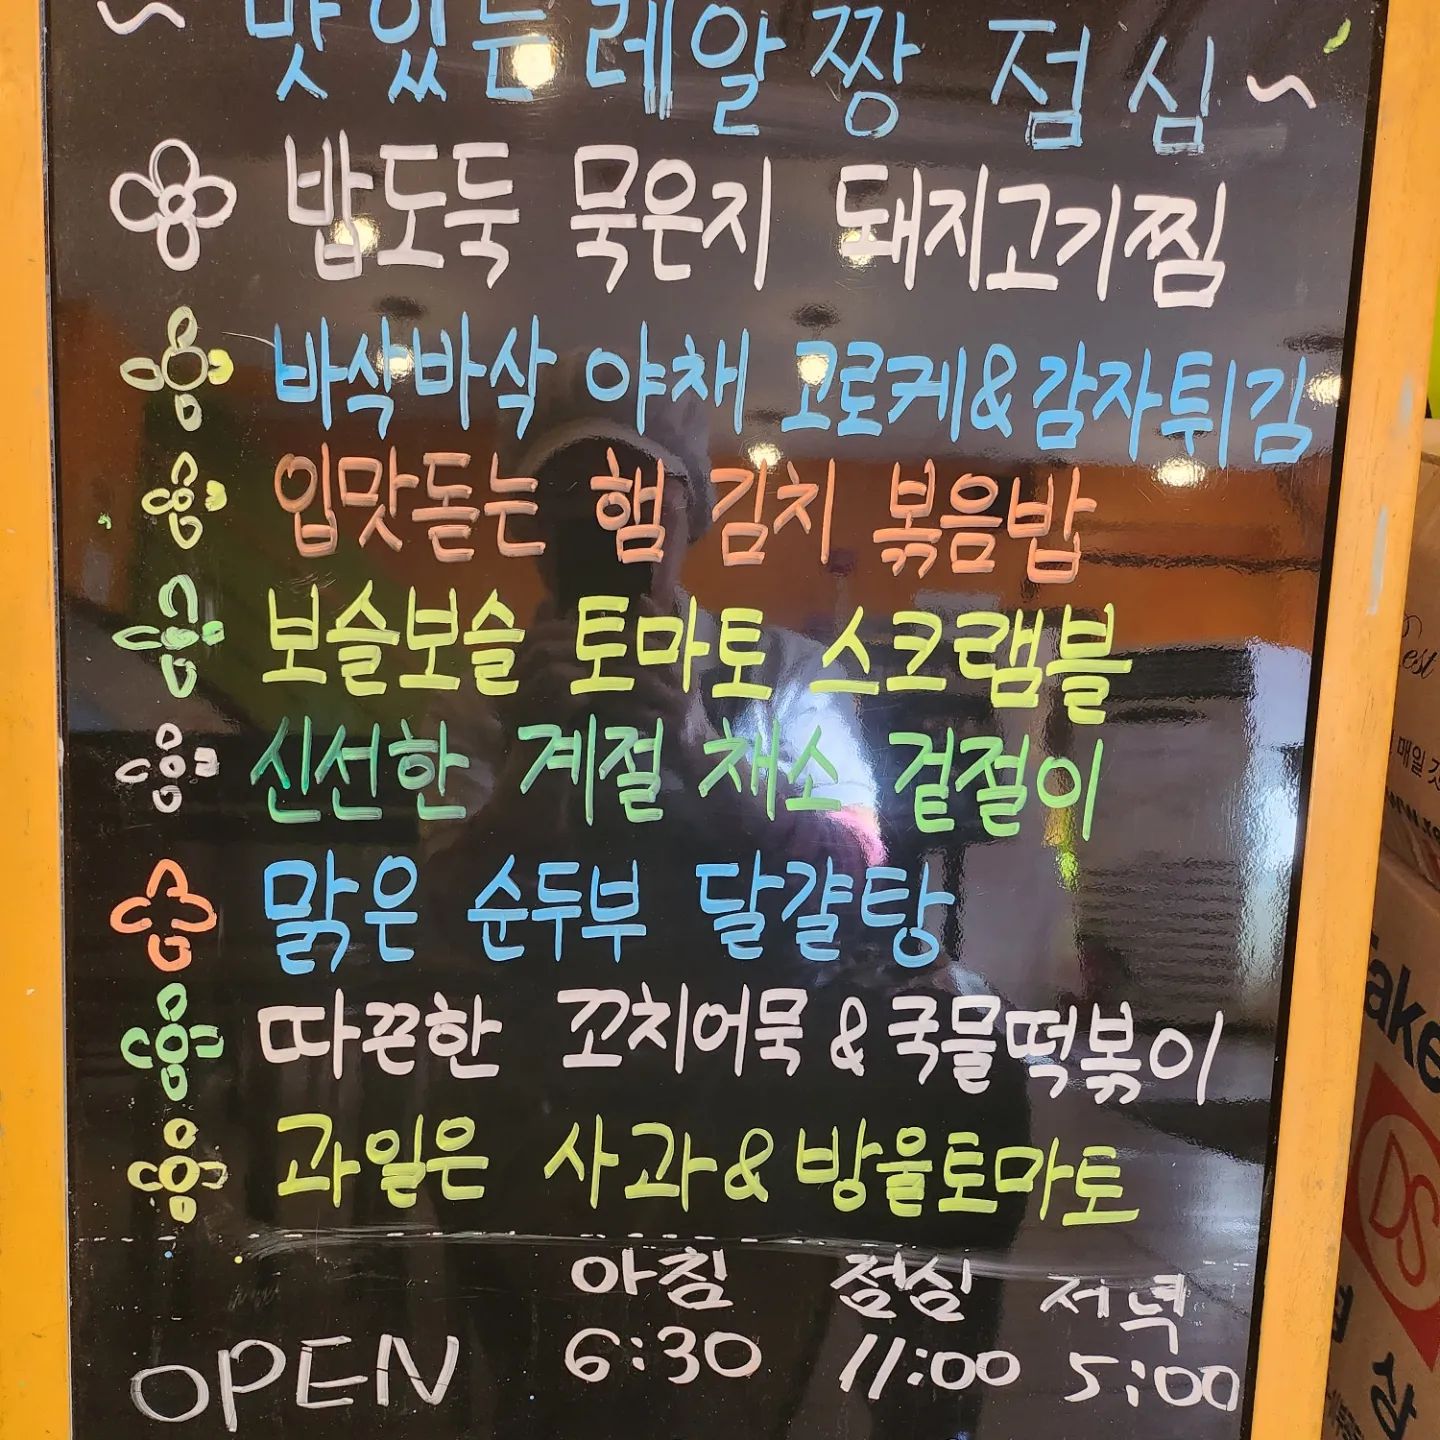 ~ 맛있는 레알짱 점심 ~
밥도둑 묵은지 돼지고기찜
바삭바삭 야채 고로케&감자튀김
입맛돋는 햄 김치 볶음밥
보슬보슬 토마토 스크램블
신선한 계절 채소 겉절이
맑은 순두부 달걀탕
따끈한 꼬치어묵 & 국물떡볶이
과일은 사과 & 방울토마토
아침 점심 저녁
OPEN 6:30 11:00 5:00
매일
DS